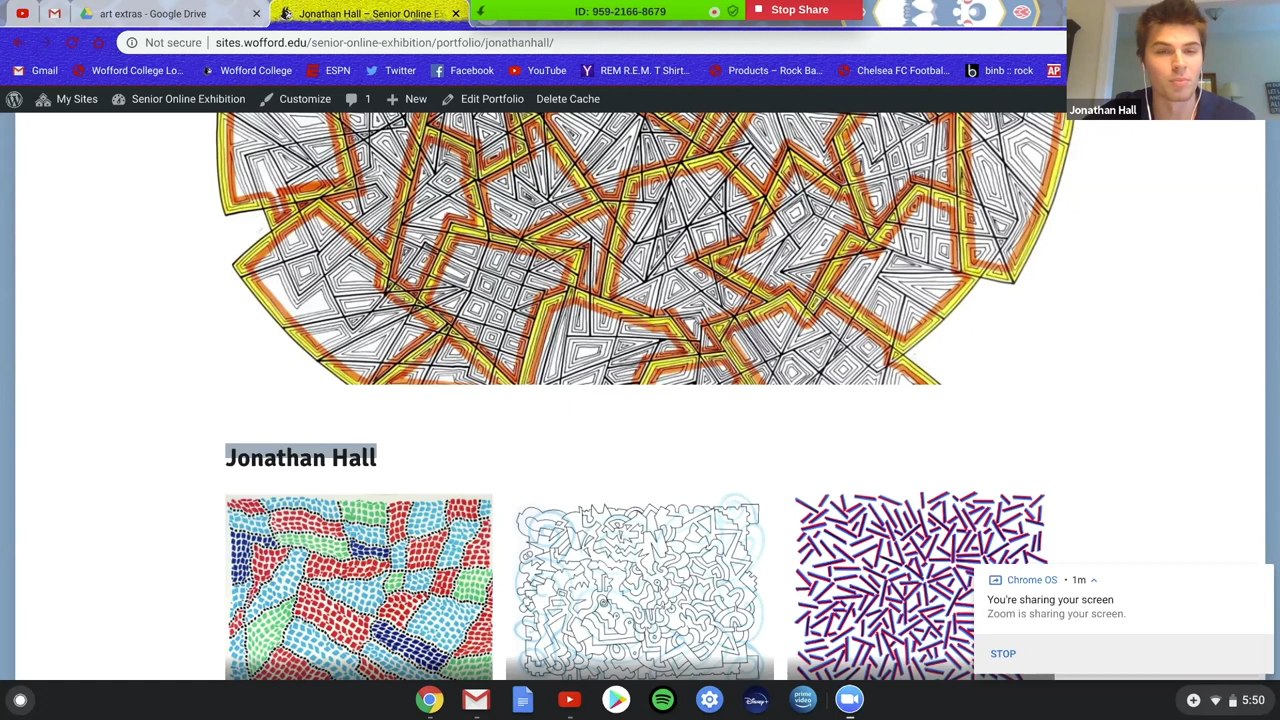 art extras - Google Drive
Jonathan Hall – Senior Online E
ID: 959-2166-8679
Stop Share
Not secure
sites.wofford.edu/senior-online-exhibition/portfolio/jonathanhall/
Gmail
Wofford College Lo...
Wofford College
ESPN
Twitter
Facebook
YouTube
REM R.E.M. T Shirt...
Products – Rock Ba...
Chelsea FC Footbal...
binb :: rock
AP
My Sites
Senior Online Exhibition
Customize
1
New
Edit Portfolio
Delete Cache
Jonathan Hall
Jonathan Hall
Chrome OS • 1m
You're sharing your screen
Zoom is sharing your screen.
STOP
Disney+
prime video
5:50